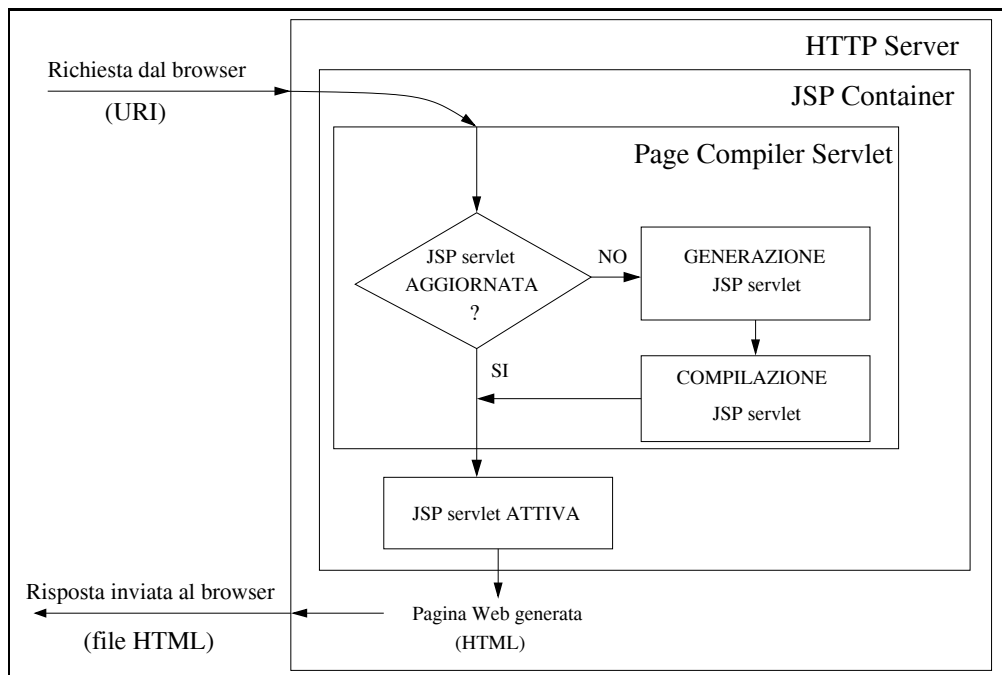 HTTP Server
Richiesta dal browser
(URI)
JSP Container
Page Compiler Servlet
JSP servlet
AGGIORNATA
?
NO
GENERAZIONE
JSP servlet
SI
COMPILAZIONE
JSP servlet
JSP servlet ATTIVA
Risposta inviata al browser
(file HTML)
Pagina Web generata
(HTML)